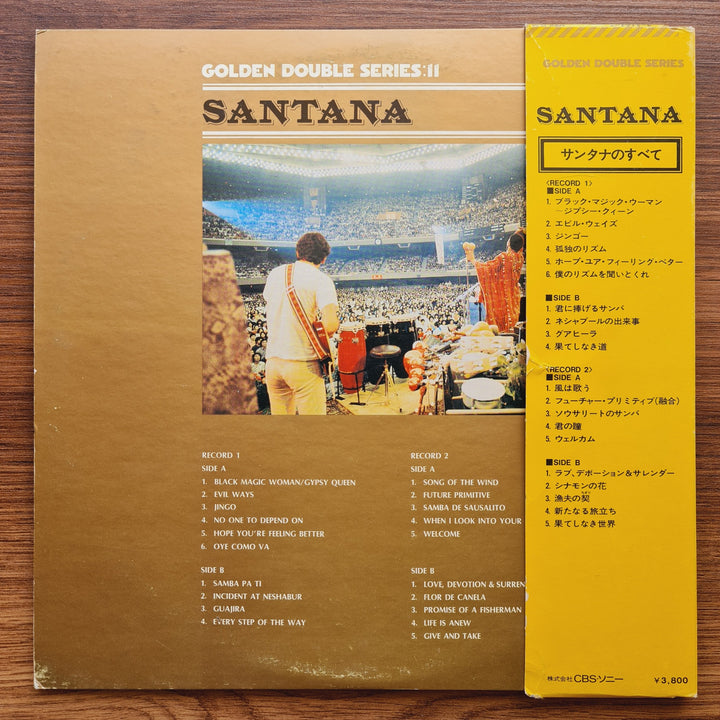 GOLDEN DOUBLE SERIES:11
SANTANA
RECORD 1
SIDE A
1. BLACK MAGIC WOMAN/GYPSY QUEEN
2. EVIL WAYS
3. JINGO
4. NO ONE TO DEPEND ON
5. HOPE YOU'RE FEELING BETTER
6. OYE COMO VA
SIDE B
1. SAMBA PA TI
2. INCIDENT AT NESHABUR
3. GUAJIRA
4. EVERY STEP OF THE WAY
RECORD 2
SIDE A
1. SONG OF THE WIND
2. FUTURE PRIMITIVE
3. SAMBA DE SAUSALITO
4. WHEN I LOOK INTO YOUR
5. WELCOME
SIDE B
1. LOVE, DEVOTION & SURREN
2. FLOR DE CANELA
3. PROMISE OF A FISHERMAN
4. LIFE IS ANEW
5. GIVE AND TAKE
GOLDEN DOUBLE SERIES
SANTANA
サンタナのすべて
〈RECORD 1〉
■SIDE A
1. ブラック・マジック・ウーマン
－ジプシー・クィーン
2. エビル・ウェイズ
3. ジンゴー
4. 孤独のリズム
5. ホープ・ユア・フィーリング・ベター
6. 僕のリズムを聞いとくれ
■SIDE B
1. 君に捧げるサンバ
2. ネシャブールの出来事
3. グアヒーラ
4. 果てしなき道
〈RECORD 2〉
■SIDE A
1. 風は歌う
2. フューチャー・プリミティブ(融合)
3. ソウサリートのサンバ
4. 君の瞳
5. ウェルカム
■SIDE B
1. ラブ、デボーション&サレンダー
2. シナモンの花
3. 漁夫の契
4. 新たなる旅立ち
5. 果てしなき世界
株式会社 CBS・ソニー ￥3,800